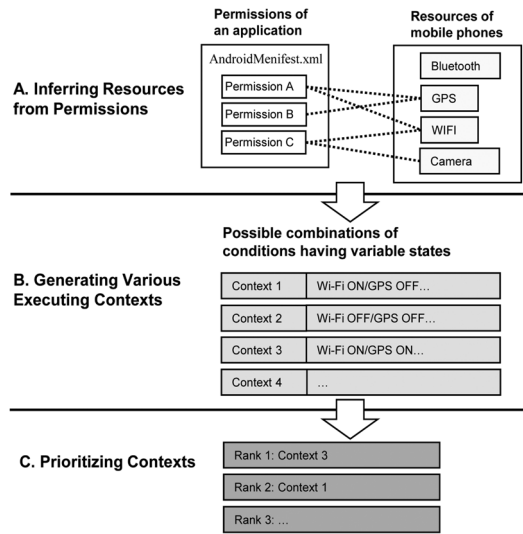 Permissions of
an application
Resources of
mobile phones
A. Inferring Resources
from Permissions
AndroidMenifest.xml
Permission A
Permission B
Permission C
Bluetooth
GPS
WIFI
Camera
Possible combinations of
conditions having variable states
B. Generating Various
Executing Contexts
Context 1 Wi-Fi ON/GPS OFF…
Context 2 Wi-Fi OFF/GPS OFF…
Context 3 Wi-Fi ON/GPS ON…
Context 4 …
C. Prioritizing Contexts
Rank 1: Context 3
Rank 2: Context 1
Rank 3: …